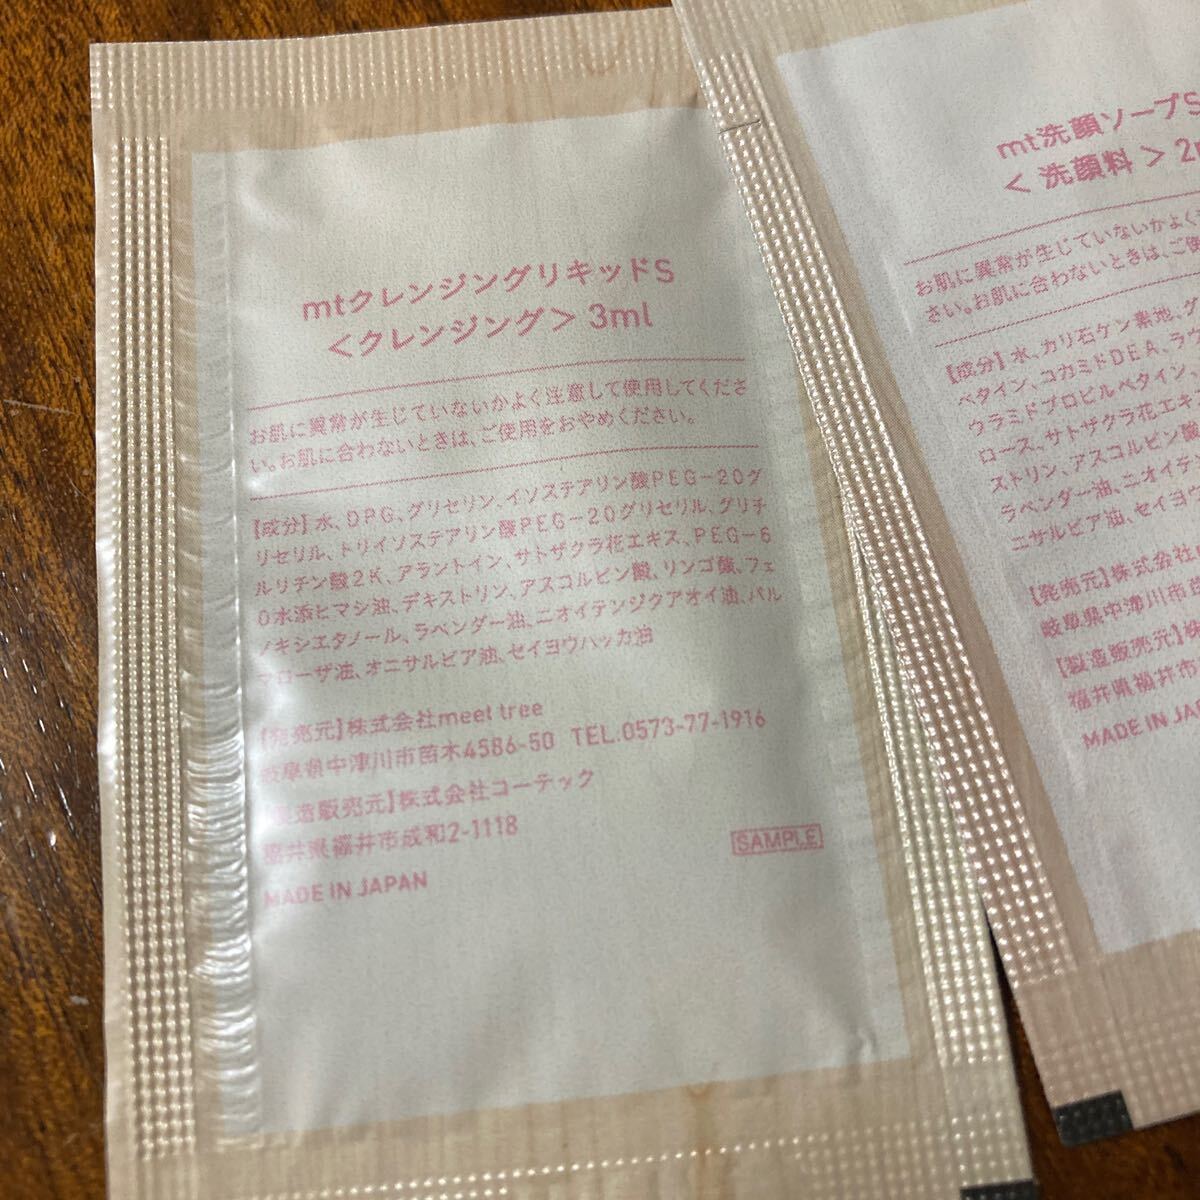 mtクレンジングリキッドS
＜クレンジング＞ 3ml
お肌に異常が生じていないかよく注意して使用してくださ
い。お肌に合わないときは、ご使用をおやめください。
【成分】水、DPG、グリセリン、イソステアリン酸PEG-20グ
リセリル、トリイソステアリン酸PEG-20グリセリル、グリチ
ルリチン酸2K、アラントイン、サトザクラ花エキス、PEG-6
0水添ヒマシ油、デキストリン、アスコルビン酸、リンゴ酸、フェ
ノキシエタノール、ラベンダー油、ニオイテンジクアオイ油、パル
マローザ油、オニサルビア油、セイヨウハッカ油
【発売元】株式会社meet tree
岐阜県中津川市苗木4586-50 TEL.0573-77-1916
【製造販売元】株式会社コーテック
福井県福井市成和2-1118
MADE IN JAPAN
SAMPLE
mt洗顔ソープS
＜ 洗顔料 ＞ 2m
お肌に異常が生じていないかよく
さい。お肌に合わないときは、ご使
【成分】水、カリ石ケン素地、グ
ベタイン、コカミドDEA、ラウ
ウラミドプロピルベタイン、
ロース、サトザクラ花エキ
ストリン、アスコルビン酸
ラベンダー油、ニオイテ
ニサルビア油、セイヨ
【発売元】株式会社
岐阜県中津川市
【製造販売元】株
福井県福井市
MADE IN JA